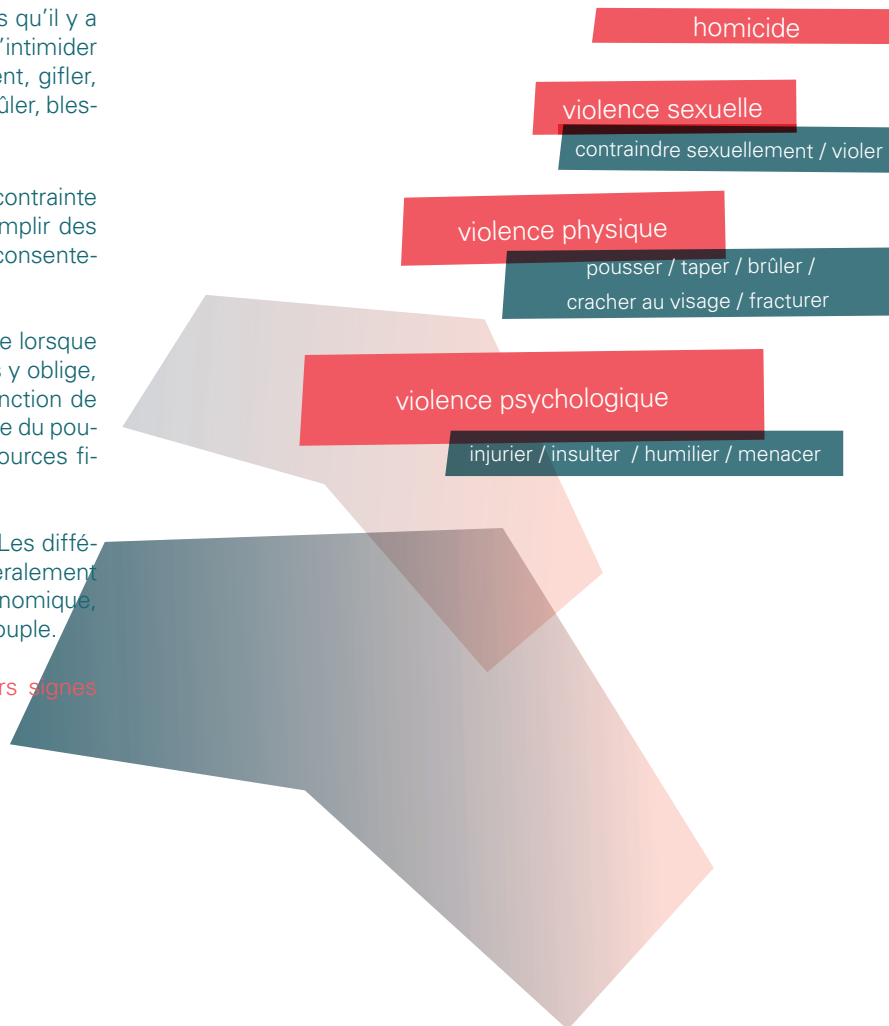 s qu’il y a
’intimider
ent, gifler,
ûler, bles-
contrainte
mplir des
consente-
e lorsque
s y oblige,
nction de
e du pou-
ources fi-
Les diffé-
éralement
nomique,
ouple.
rs signes
homicide
violence sexuelle
contraindre sexuellement / violer
violence physique
pousser / taper / brûler /
cracher au visage / fracturer
violence psychologique
injurier / insulter / humilier / menacer